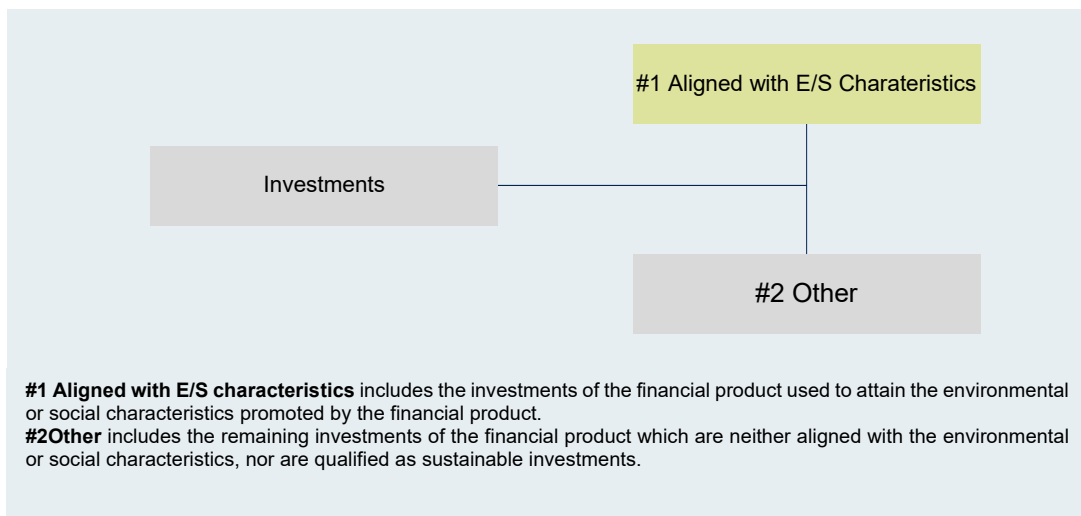 #1 Aligned with E/S Charateristics
Investments
#2 Other
#1 Aligned with E/S characteristics includes the investments of the financial product used to attain the environmental
or social characteristics promoted by the financial product.
#2Other includes the remaining investments of the financial product which are neither aligned with the environmental
or social characteristics, nor are qualified as sustainable investments.